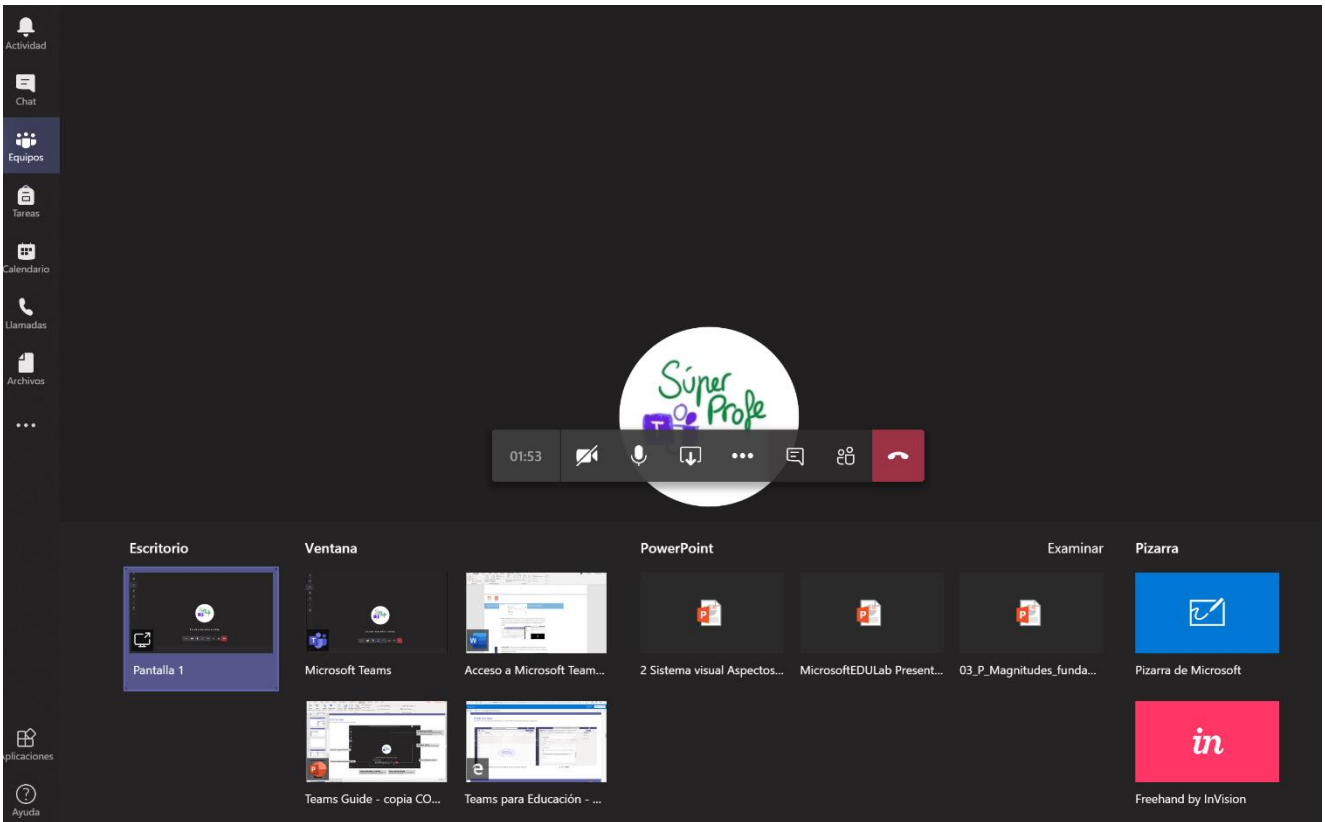 Actividad
Chat
Equipos
Tareas
Calendario
Llamadas
Archivos
plicaciones
Ayuda
Súper
Profe
T
01:53
Escritorio
Ventana
PowerPoint
Examinar
Pizarra
Pantalla 1
Microsoft Teams
Acceso a Microsoft Team...
2 Sistema visual Aspectos...
MicrosoftEDULab Present...
03_P_Magnitudes_funda...
Pizarra de Microsoft
Teams Guide - copia CO...
Teams para Educación - ...
in
Freehand by InVision